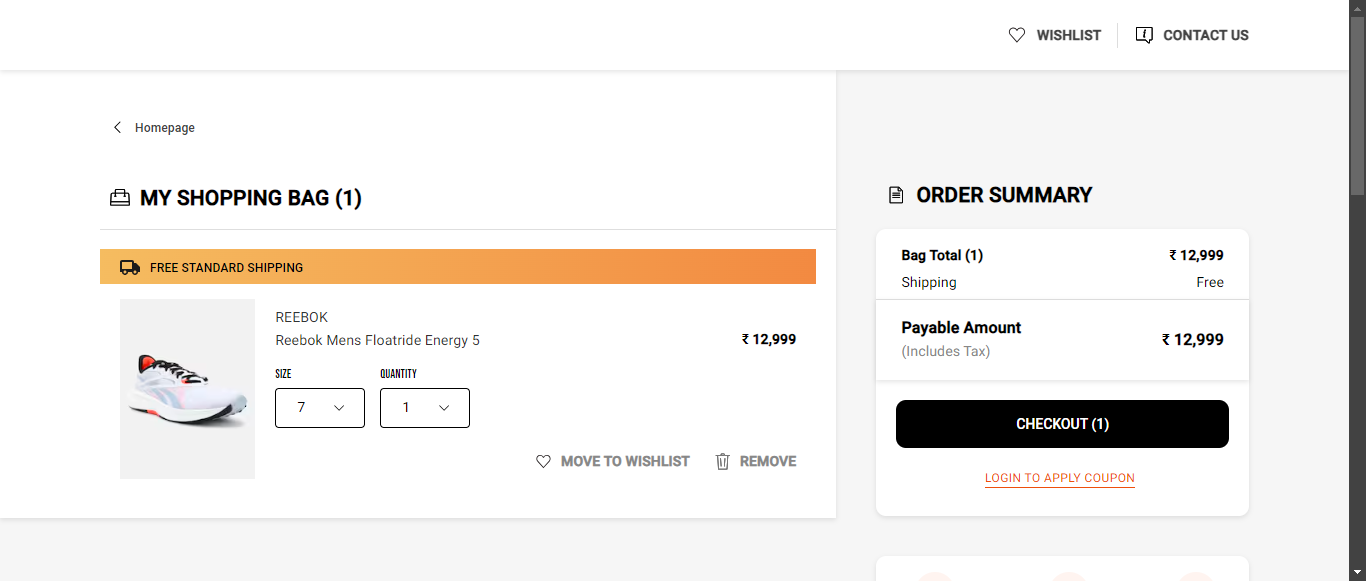 WISHLIST
CONTACT US
Homepage
MY SHOPPING BAG (1)
FREE STANDARD SHIPPING
REEBOK
Reebok Mens Floatride Energy 5
₹ 12,999
SIZE
QUANTITY
7
1
MOVE TO WISHLIST
REMOVE
ORDER SUMMARY
Bag Total (1)
₹ 12,999
Shipping
Free
Payable Amount
(Includes Tax)
₹ 12,999
CHECKOUT (1)
LOGIN TO APPLY COUPON